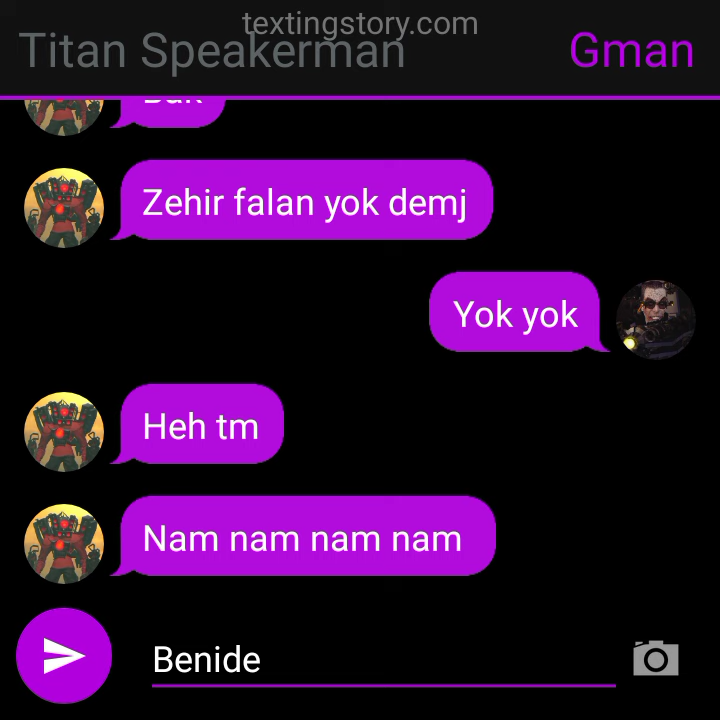 textingstory.com
Titan Speakerman
Gman
Zehir falan yok demj
Yok yok
Heh tm
Nam nam nam nam
Benide